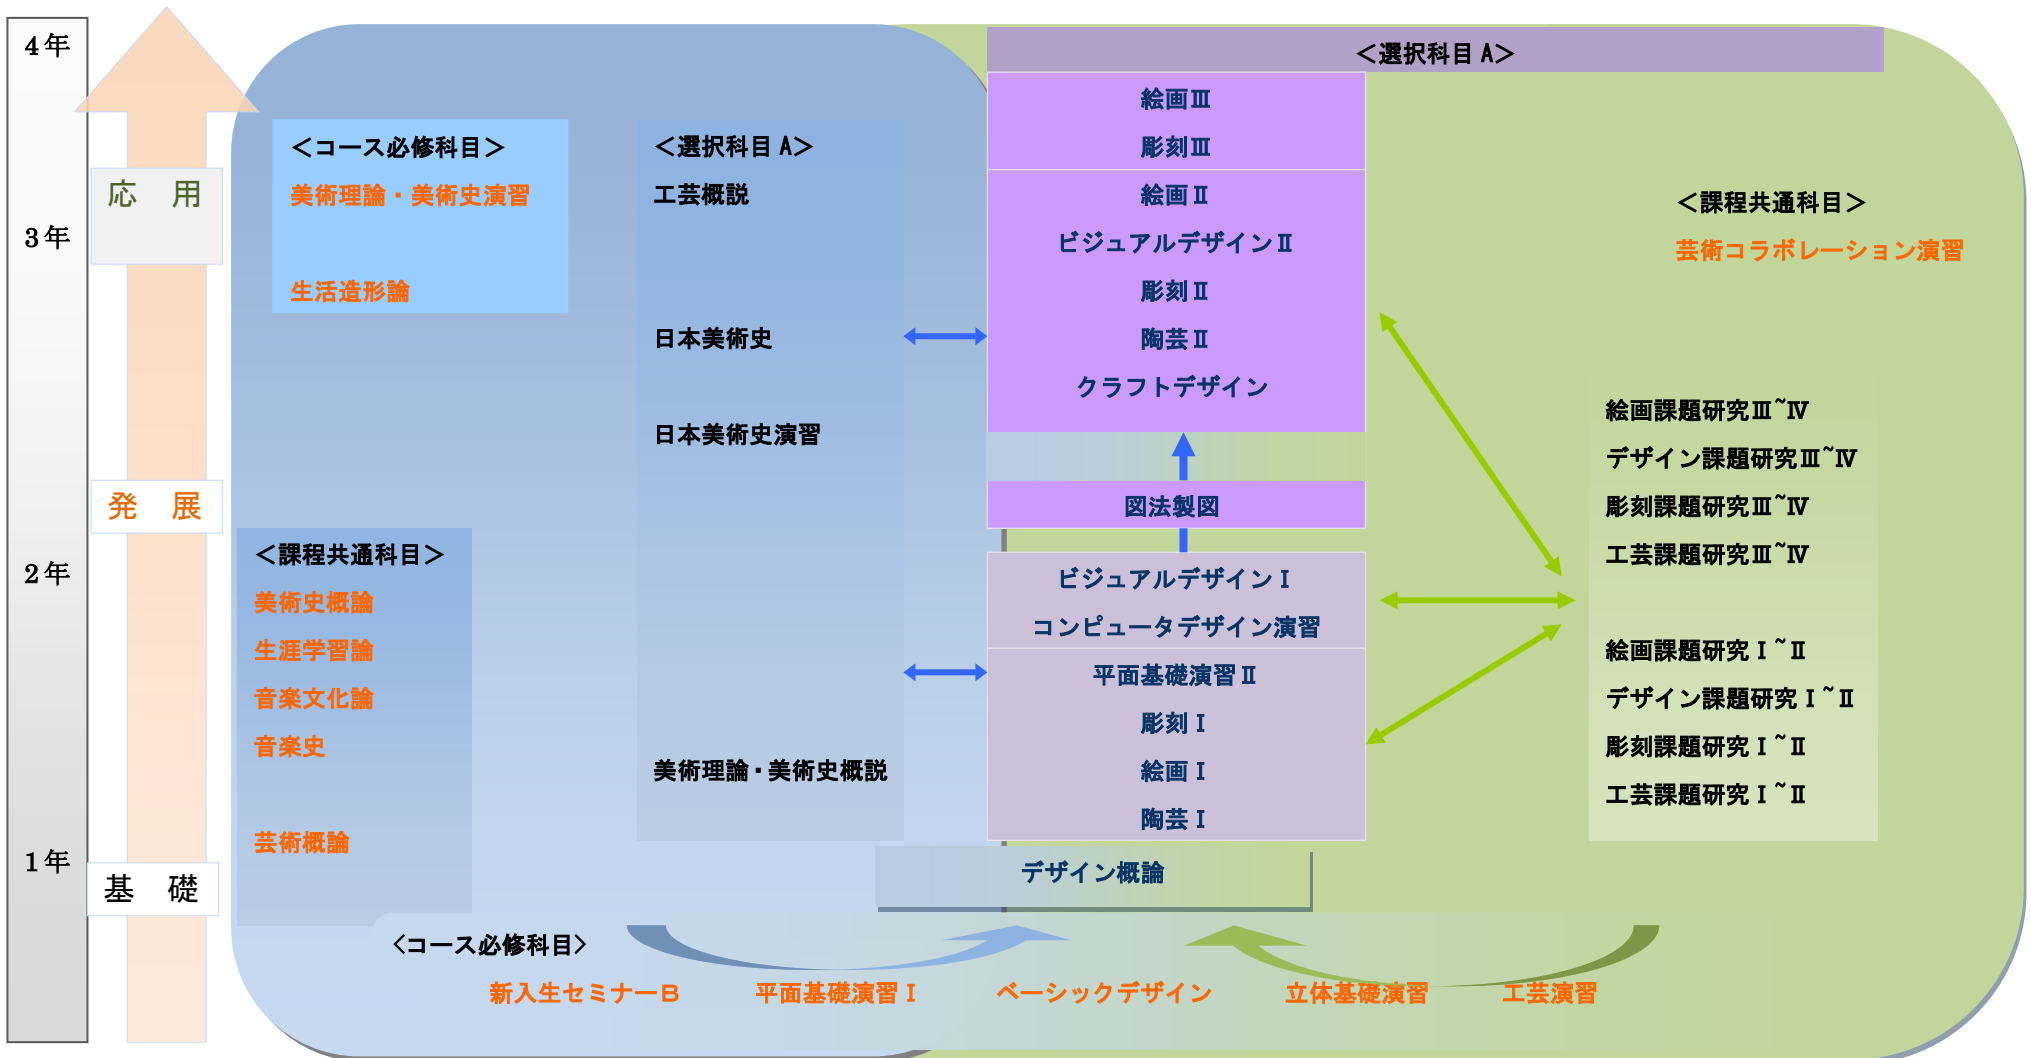 4年
3年
2年
1年
応　用
発　展
基　礎
＜コース必修科目＞
美術理論・美術史演習
生活造形論
＜課程共通科目＞
美術史概論
生涯学習論
音楽文化論
音楽史
芸術概論
＜選択科目 A＞
工芸概説
日本美術史
日本美術史演習
美術理論・美術史概説
＜選択科目 A＞
絵画Ⅲ
彫刻Ⅲ
絵画Ⅱ
ビジュアルデザインⅡ
彫刻Ⅱ
陶芸Ⅱ
クラフトデザイン
図法製図
ビジュアルデザインⅠ
コンピュータデザイン演習
平面基礎演習Ⅱ
彫刻Ⅰ
絵画Ⅰ
陶芸Ⅰ
デザイン概論
＜課程共通科目＞
芸術コラボレーション演習
絵画課題研究Ⅲ~Ⅳ
デザイン課題研究Ⅲ~Ⅳ
彫刻課題研究Ⅲ~Ⅳ
工芸課題研究Ⅲ~Ⅳ
絵画課題研究Ⅰ~Ⅱ
デザイン課題研究Ⅰ~Ⅱ
彫刻課題研究Ⅰ~Ⅱ
工芸課題研究Ⅰ~Ⅱ
〈コース必修科目〉
新入生セミナーB　平面基礎演習Ⅰ　ベーシックデザイン　立体基礎演習　工芸演習